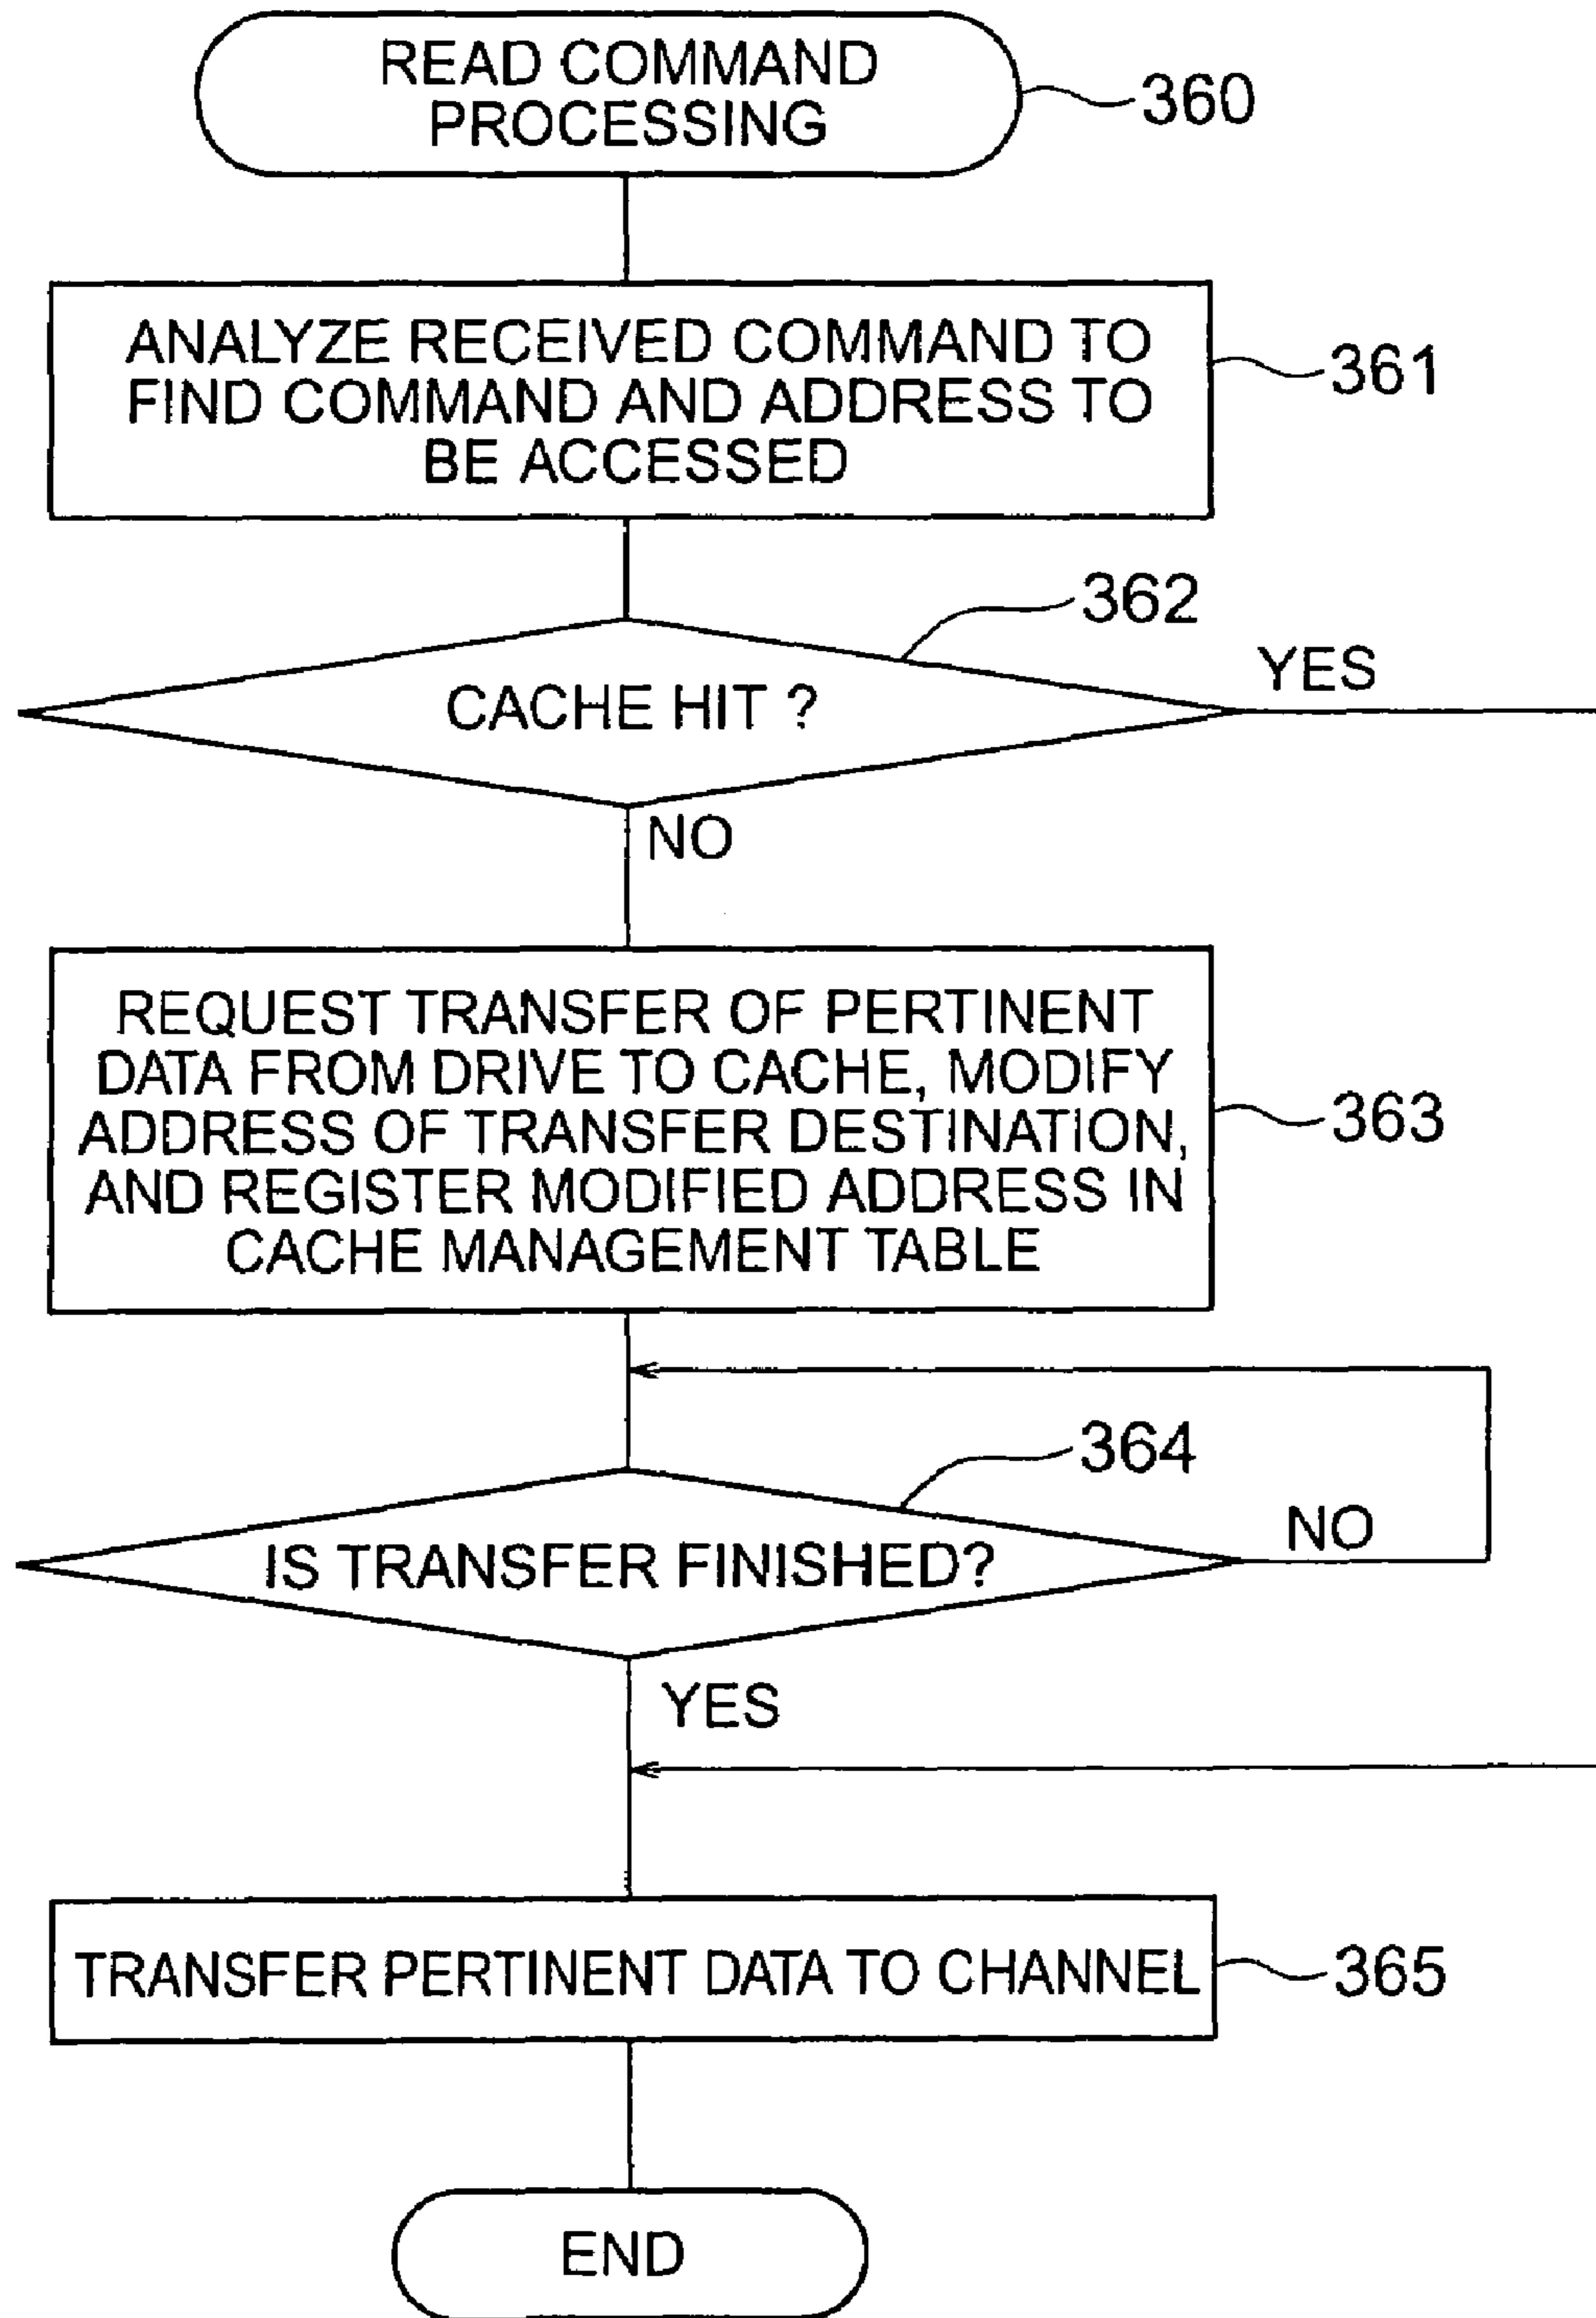 READ COMMAND
PROCESSING
360
ANALYZE RECEIVED COMMAND TO
FIND COMMAND AND ADDRESS TO
BE ACCESSED
361
362
CACHE HIT ?
YES
NO
REQUEST TRANSFER OF PERTINENT
DATA FROM DRIVE TO CACHE, MODIFY
ADDRESS OF TRANSFER DESTINATION,
AND REGISTER MODIFIED ADDRESS IN
CACHE MANAGEMENT TABLE
363
364
IS TRANSFER FINISHED?
NO
YES
TRANSFER PERTINENT DATA TO CHANNEL
365
END